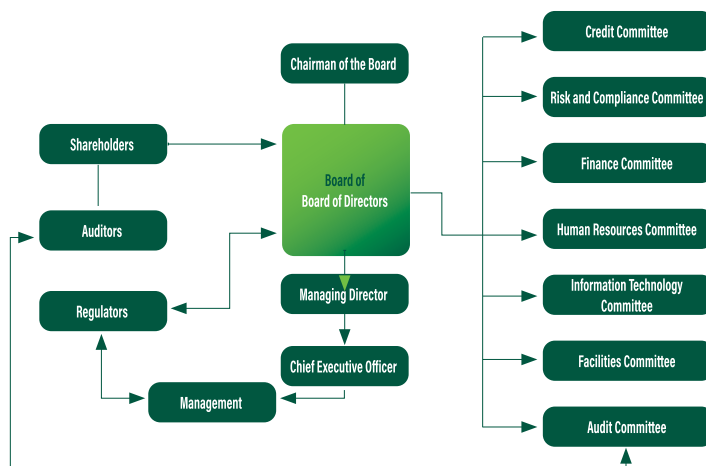 Credit Committee
Chairman of the Board
Risk and Compliance Committee
Shareholders
Finance Committee
Board of
Board of Directors
Auditors
Human Resources Committee
Managing Director
Information Technology
Committee
Regulators
Chief Executive Officer
Facilities Committee
Management
Audit Committee